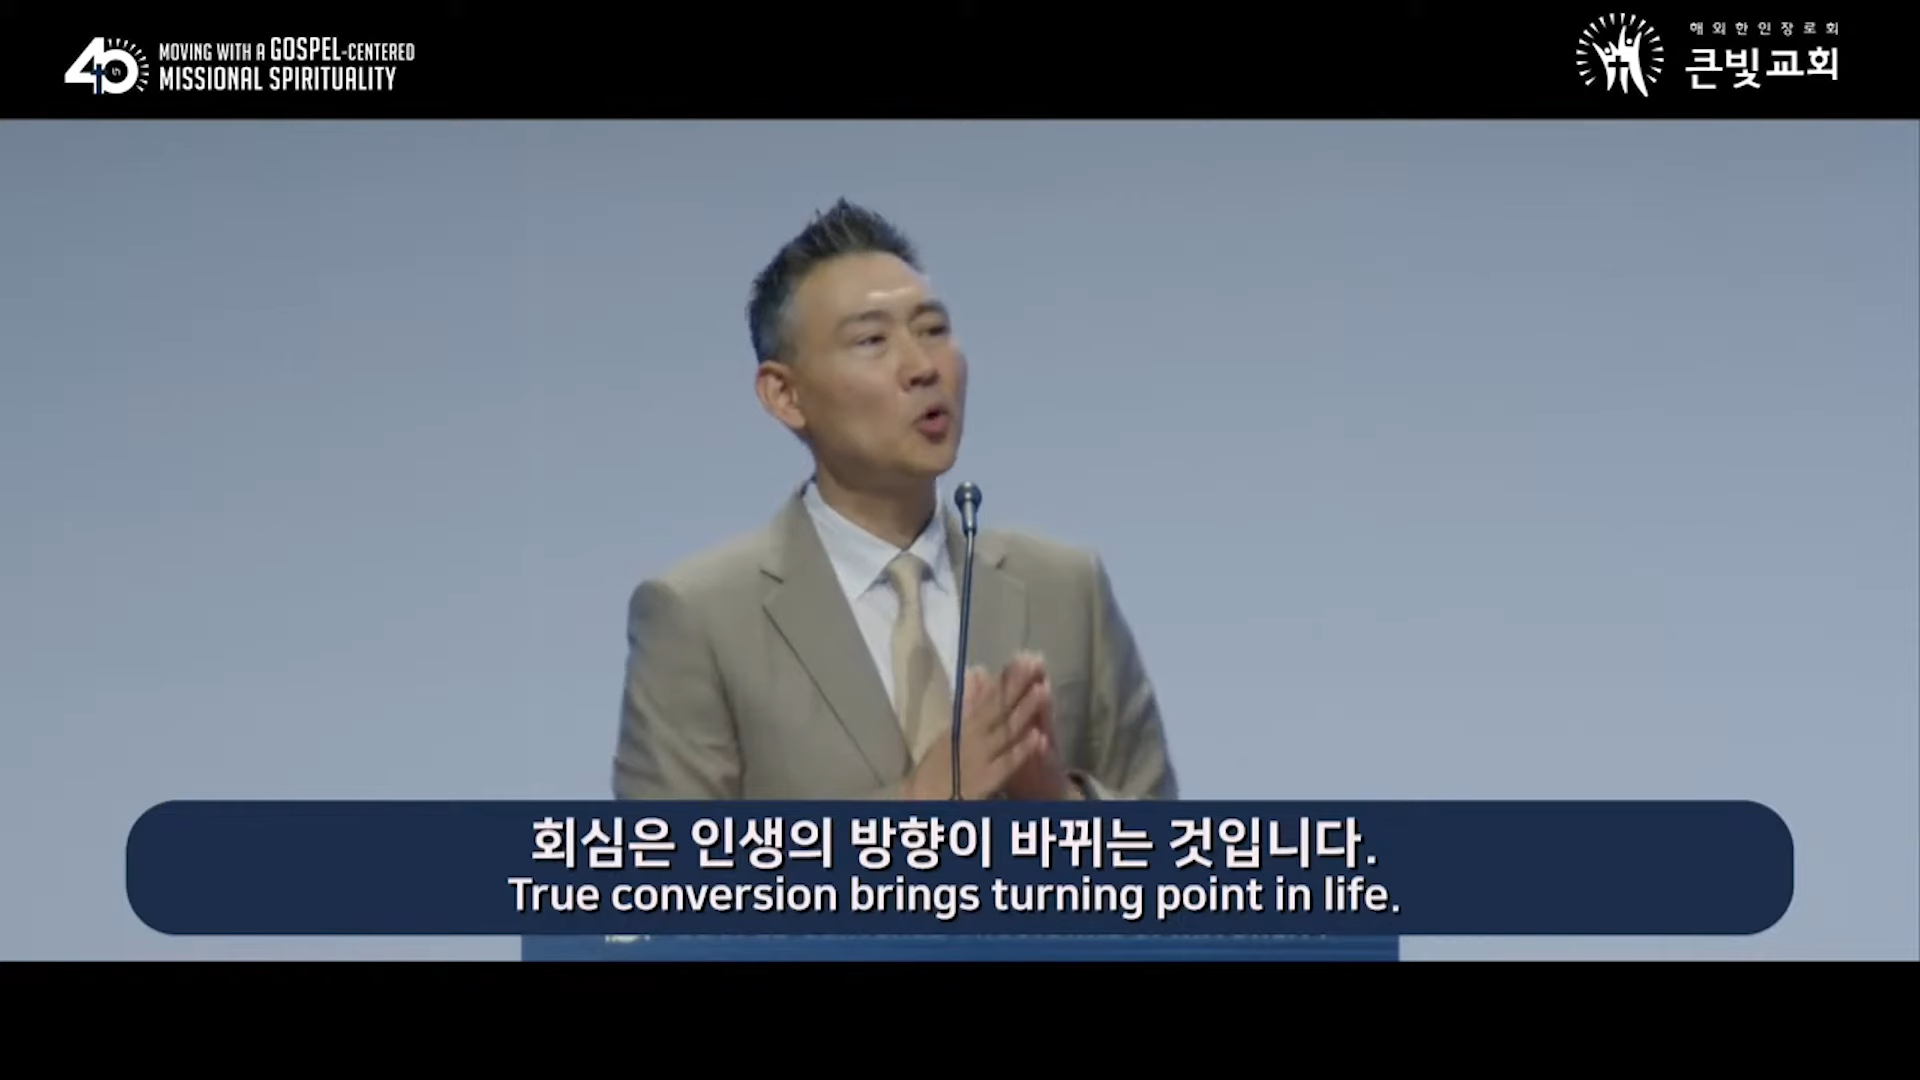 40th
MOVING WITH A GOSPEL-CENTERED
MISSIONAL SPIRITUALITY
해외한인장로회
큰빛교회
회심은 인생의 방향이 바뀌는 것입니다.
True conversion brings turning point in life.